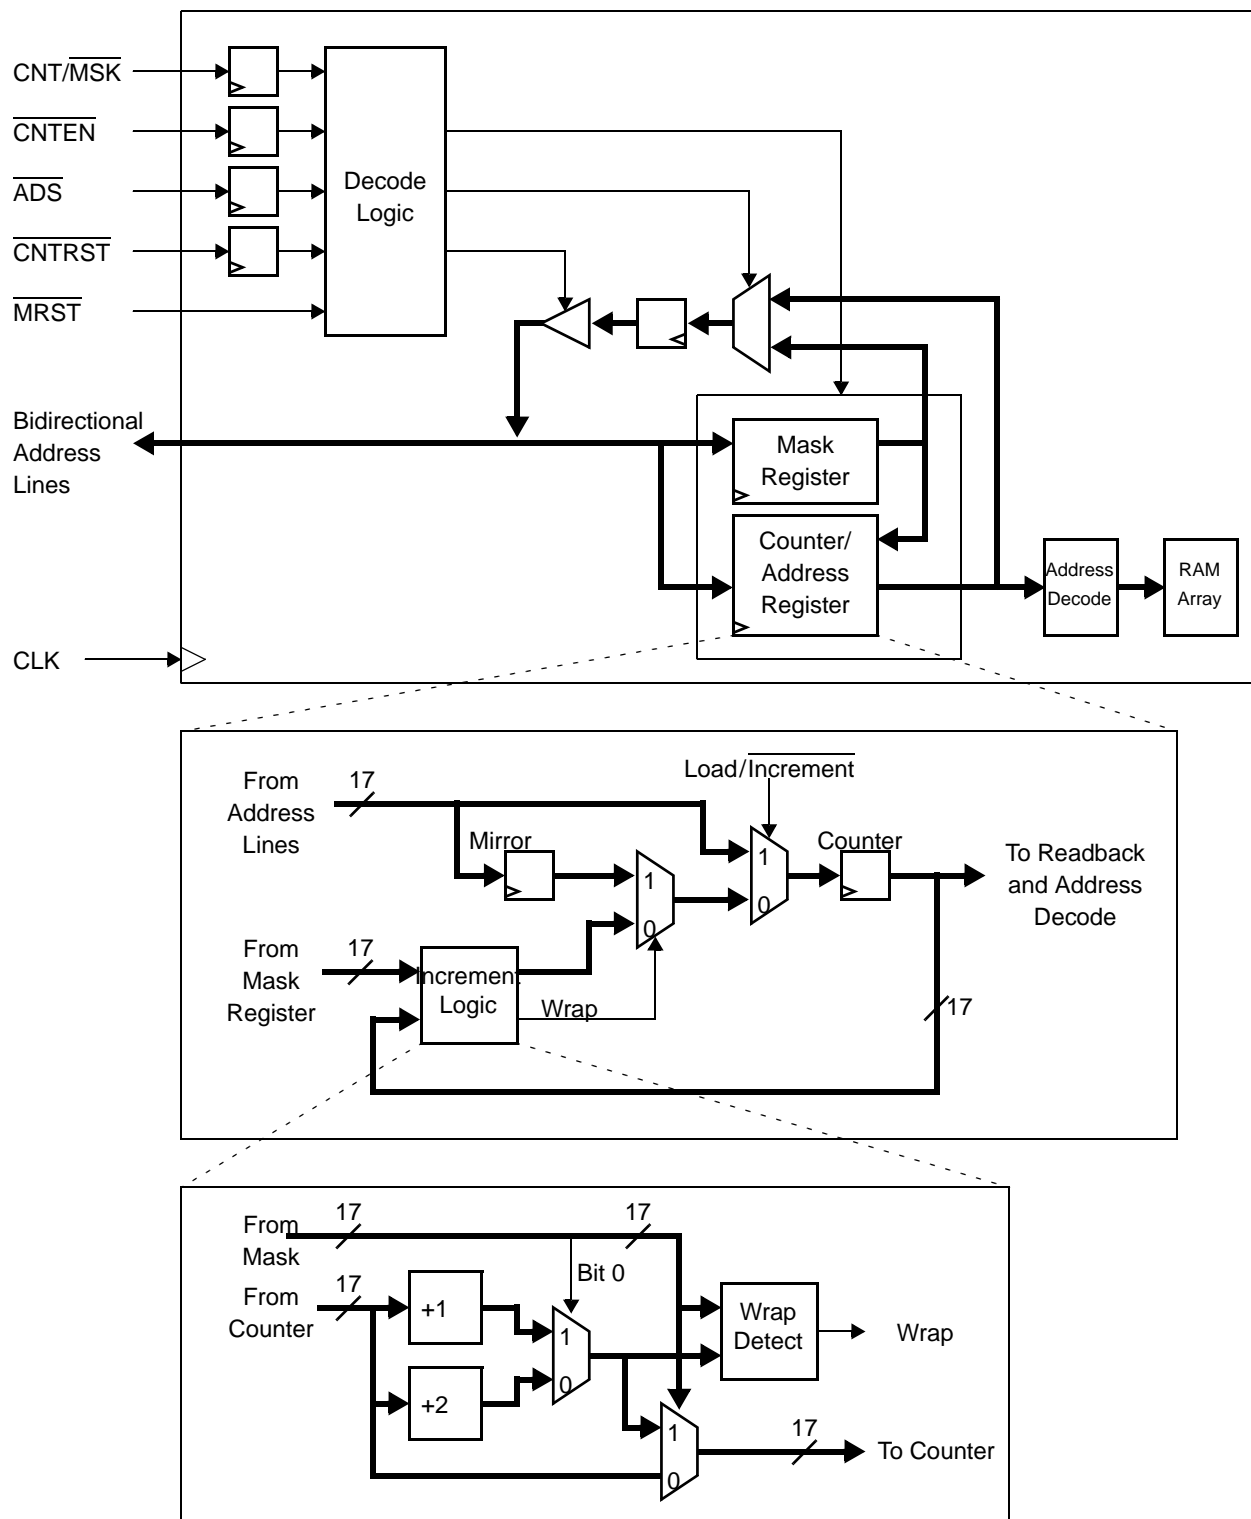 CNT/MSK
CNTEN
ADS
CNTRST
MRST
Decode
Logic
Bidirectional
Address
Lines
Mask
Register
Counter/
Address
Register
Address
Decode
RAM
Array
CLK
From
Address
Lines
17
Load/Increment
Mirror
1
0
1
0
Counter
To Readback
and Address
Decode
From
Mask
Register
17
Increment
Logic
Wrap
17
From
Mask
17
17
Bit 0
From
Counter
17
+1
+2
1
0
Wrap
Detect
Wrap
1
0
17
To Counter